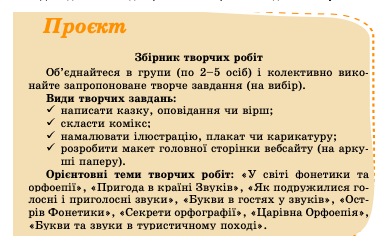 Проєкт
Збірник творчих робіт
Об’єднайтеся в групи (по 2–5 осіб) і колективно вико-
найте запропоноване творче завдання (на вибір).
Види творчих завдань:
✓ написати казку, оповідання чи вірш;
✓ скласти комікс;
✓ намалювати ілюстрацію, плакат чи карикатуру;
✓ розробити макет головної сторінки вебсайту (на арку-
ші паперу).
Орієнтовні теми творчих робіт: «У світі фонетики та
орфоепії», «Пригода в країні Звуків», «Як подружилися го-
лосні і приголосні звуки», «Букви в гостях у звуків», «Ост-
рів Фонетики», «Секрети орфографії», «Царівна Орфоепія»,
«Букви та звуки в туристичному поході».